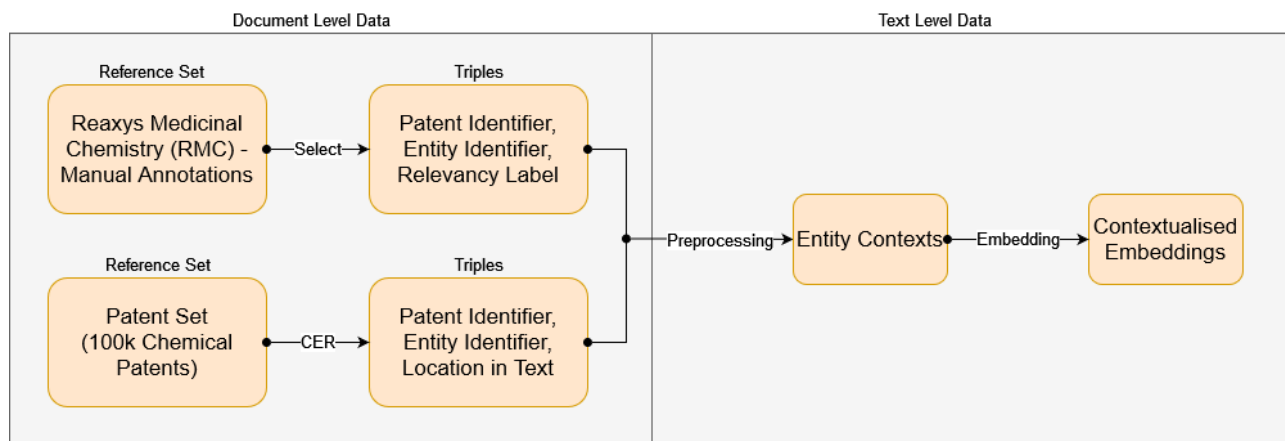 Document Level Data
Text Level Data
Reference Set
Triples
Reaxys Medicinal
Chemistry (RMC) -
Manual Annotations
Select
Patent Identifier,
Entity Identifier,
Relevancy Label
Preprocessing
Entity Contexts
Embedding
Contextualised
Embeddings
Reference Set
Triples
Patent Set
(100k Chemical
Patents)
CER
Patent Identifier,
Entity Identifier,
Location in Text